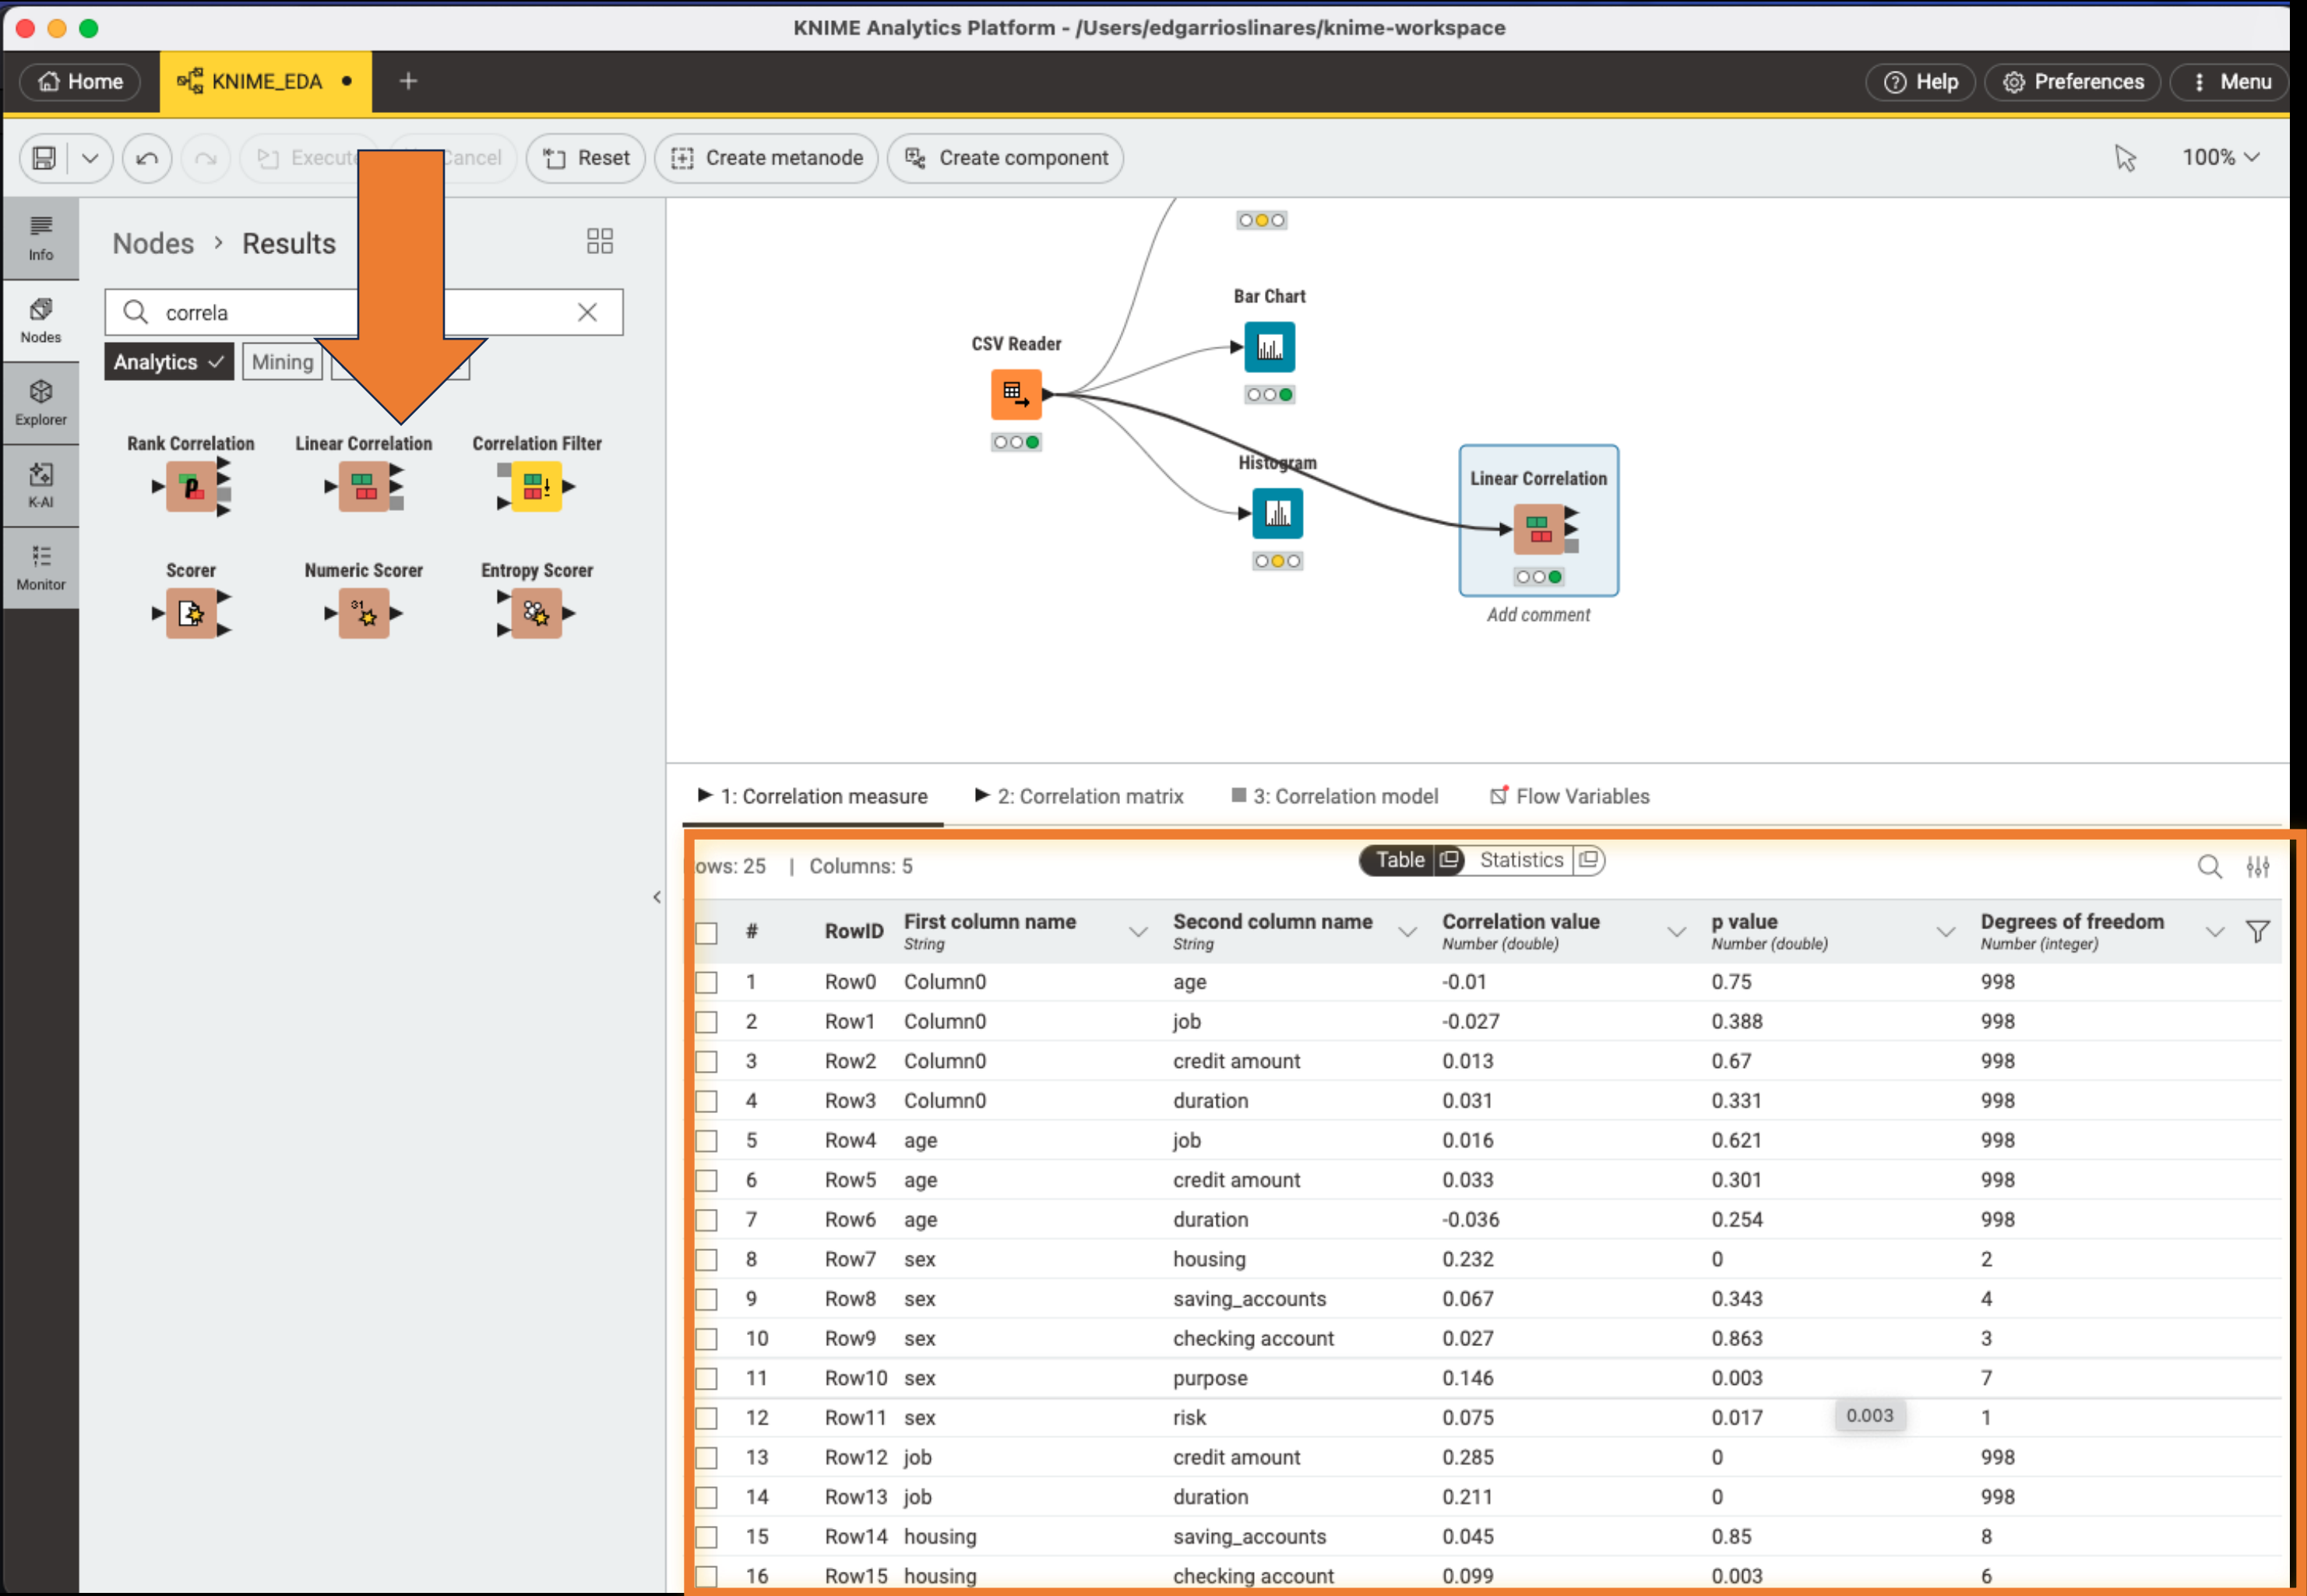 KNIME Analytics Platform - /Users/edgarrioslinares/knime-workspace
Home
KNIME_EDA
Help
Preferences
Menu
Execute
Cancel
Reset
Create metanode
Create component
100%
Info
Nodes
Explorer
K-AI
Monitor
Nodes > Results
correla
Analytics
Mining
Rank Correlation
Linear Correlation
Correlation Filter
Scorer
Numeric Scorer
Entropy Scorer
CSV Reader
Bar Chart
Histogram
Linear Correlation
Add comment
1: Correlation measure
2: Correlation matrix
3: Correlation model
Flow Variables
ows: 25 | Columns: 5
Table
Statistics
# RowID First column name Second column name Correlation value p value Degrees of freedom
String String Number (double) Number (double) Number (integer)
1 Row0 Column0 age -0.01 0.75 998
2 Row1 Column0 job -0.027 0.388 998
3 Row2 Column0 credit amount 0.013 0.67 998
4 Row3 Column0 duration 0.031 0.331 998
5 Row4 age job 0.016 0.621 998
6 Row5 age credit amount 0.033 0.301 998
7 Row6 age duration -0.036 0.254 998
8 Row7 sex housing 0.232 0 2
9 Row8 sex saving_accounts 0.067 0.343 4
10 Row9 sex checking account 0.027 0.863 3
11 Row10 sex purpose 0.146 0.003 7
12 Row11 sex risk 0.075 0.017 1
0.003
13 Row12 job credit amount 0.285 0 998
14 Row13 job duration 0.211 0 998
15 Row14 housing saving_accounts 0.045 0.85 8
16 Row15 housing checking account 0.099 0.003 6